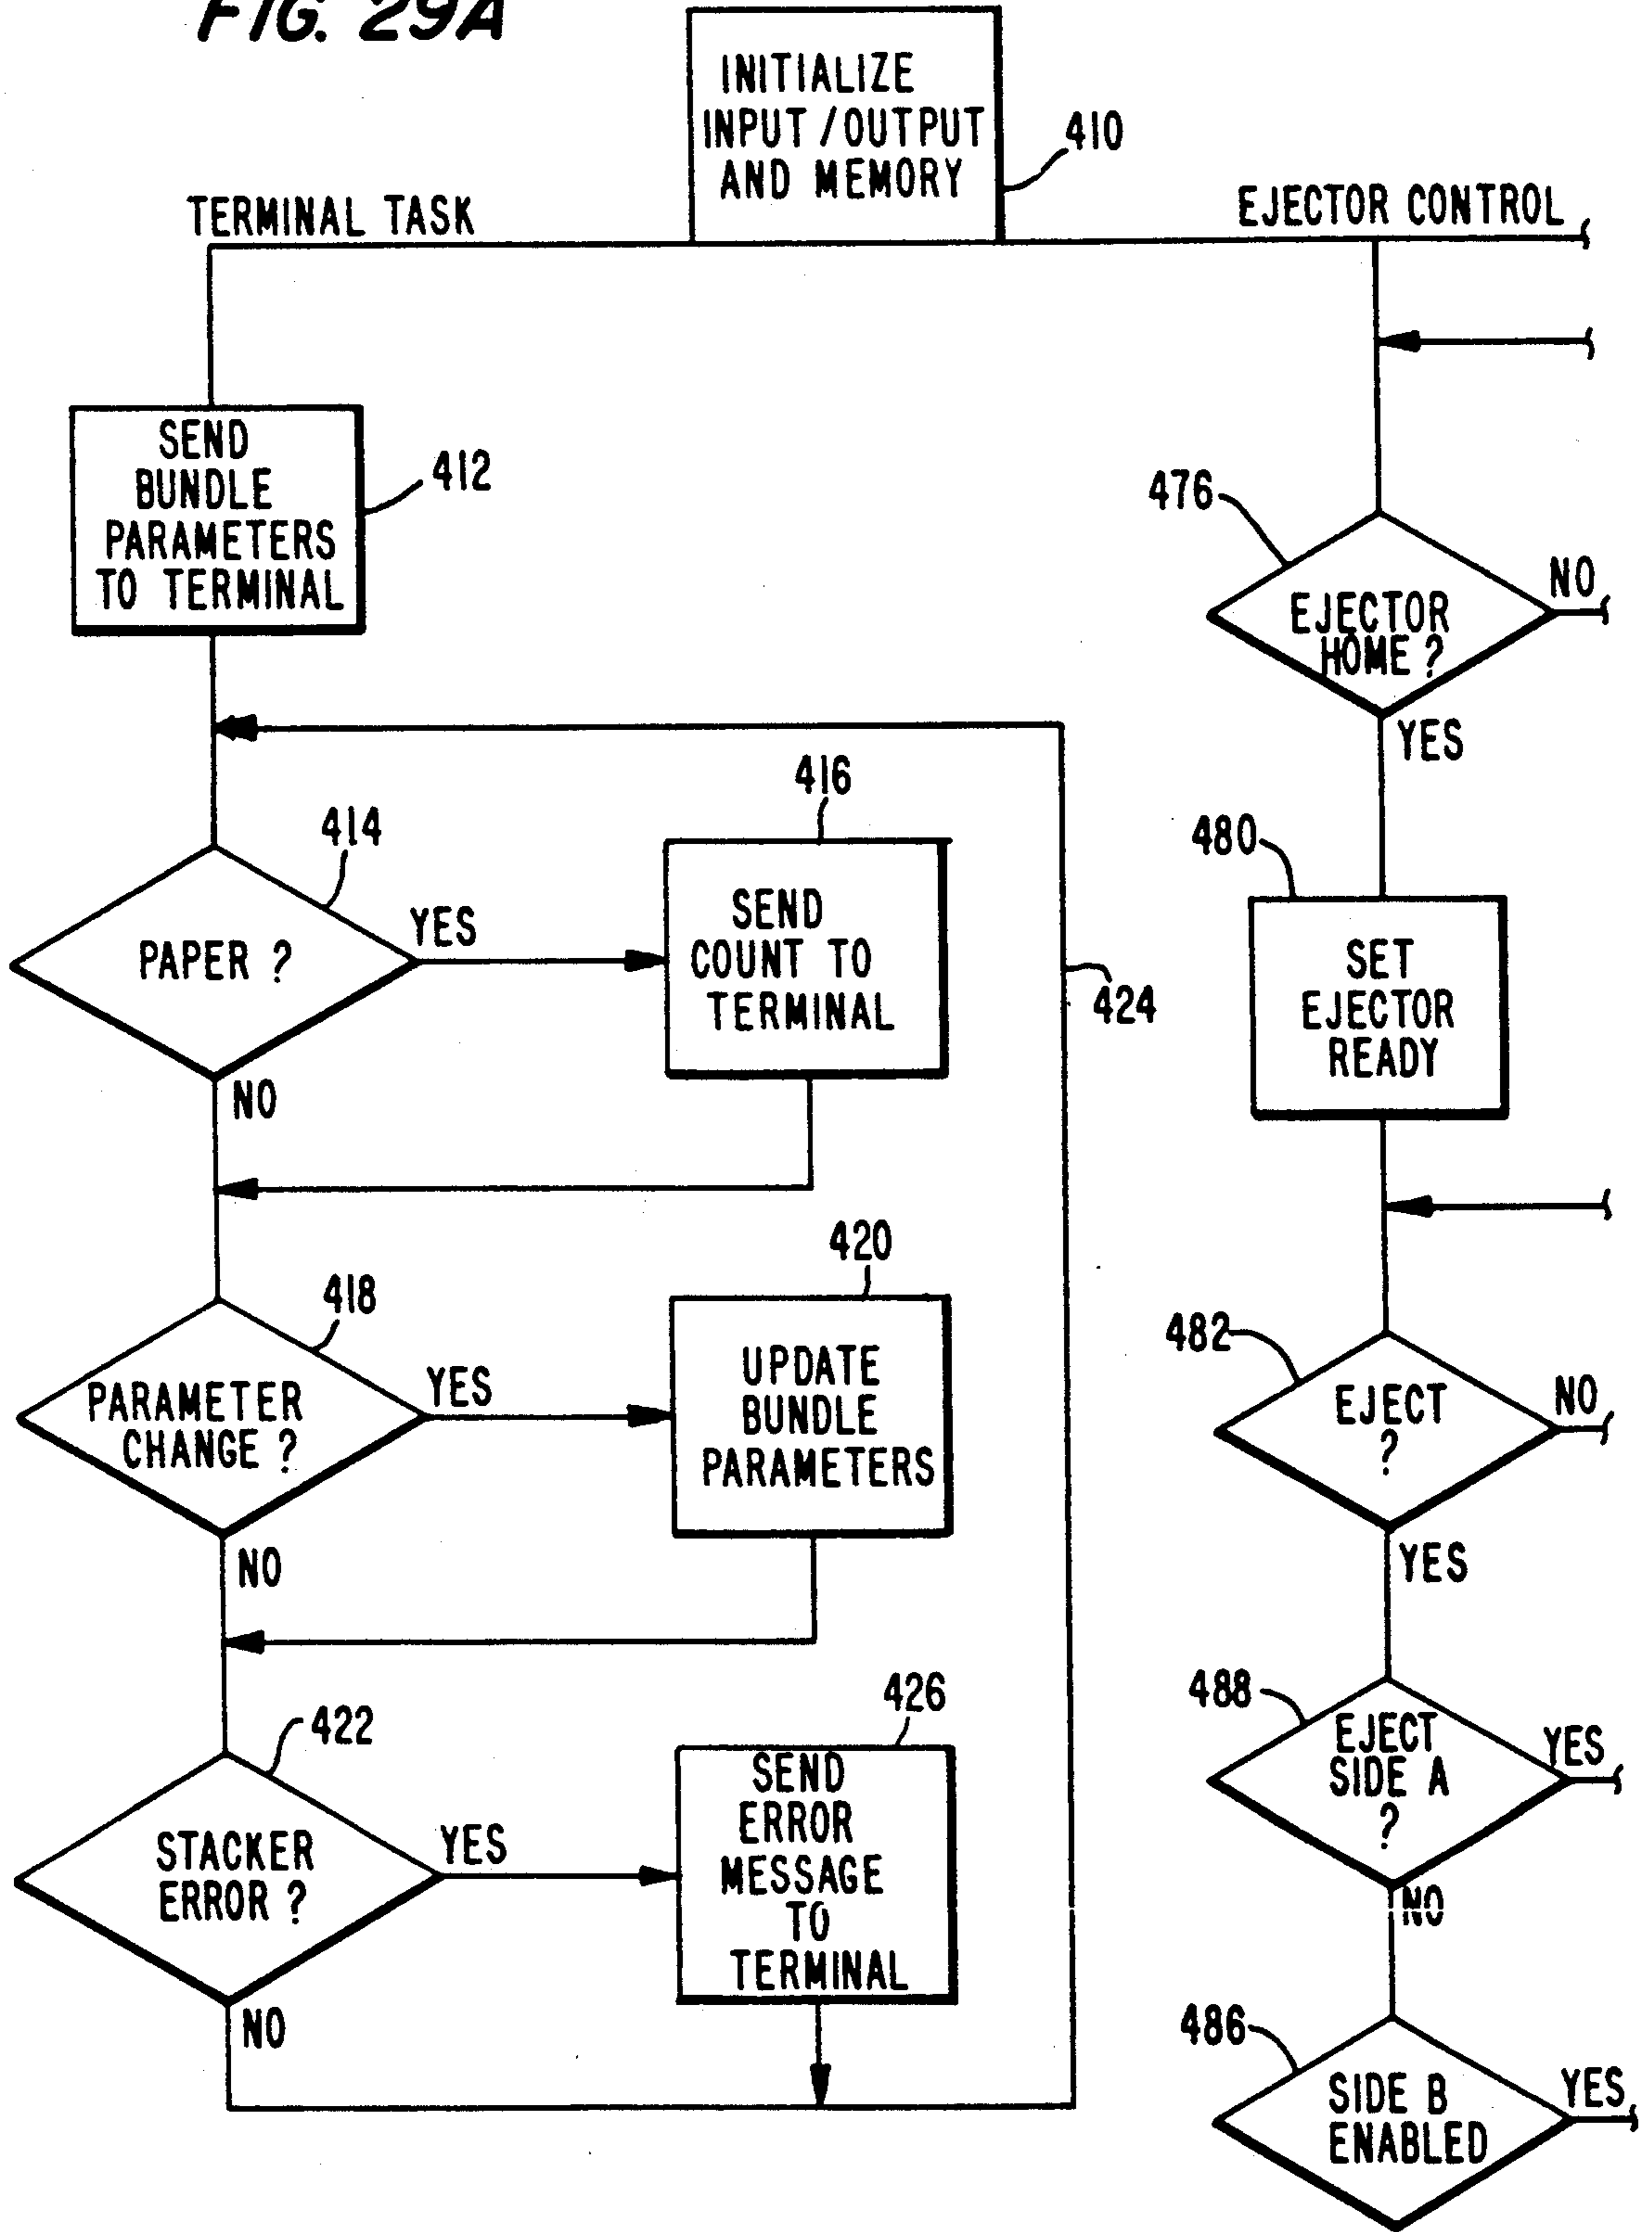 FIG. 29A
INITIALIZE
INPUT/OUTPUT
AND MEMORY
410
TERMINAL TASK
EJECTOR CONTROL
SEND
BUNDLE
PARAMETERS
TO TERMINAL
412
476
EJECTOR
HOME ?
NO
YES
414
PAPER ?
YES
NO
416
SEND
COUNT TO
TERMINAL
424
480
SET
EJECTOR
READY
418
PARAMETER
CHANGE ?
YES
NO
420
UPDATE
BUNDLE
PARAMETERS
482
EJECT
?
NO
YES
422
STACKER
ERROR ?
YES
NO
426
SEND
ERROR
MESSAGE
TO
TERMINAL
488
EJECT
SIDE A
?
YES
NO
486
SIDE B
ENABLED
YES